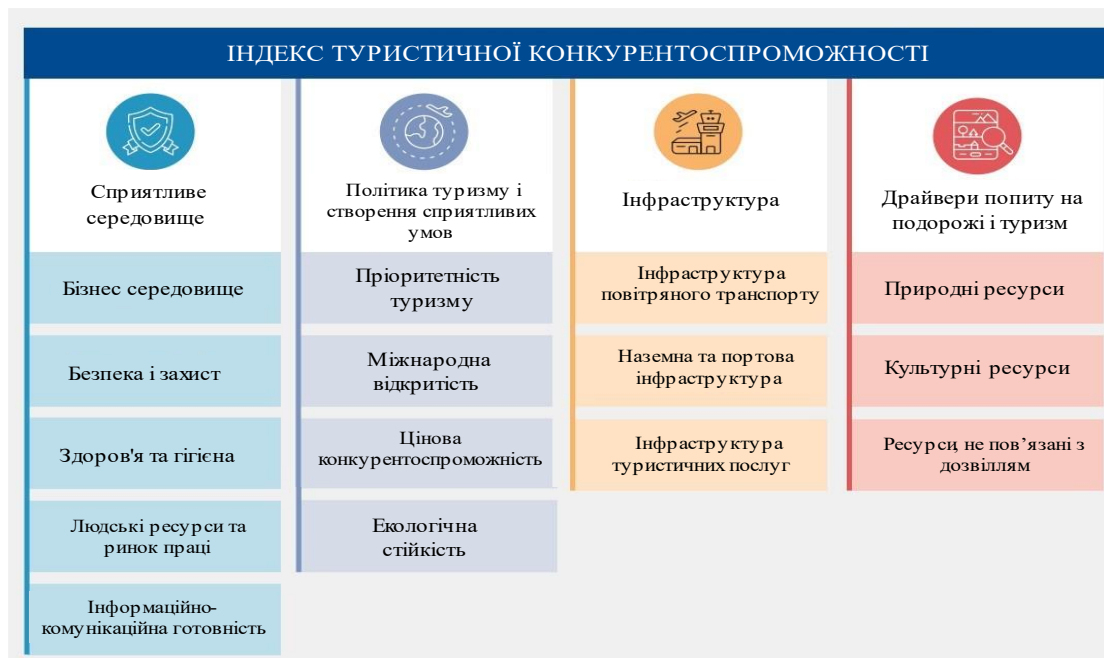 ІНДЕКС ТУРИСТИЧНОЇ КОНКУРЕНТОСПРОМОЖНОСТІ
Сприятливе
середовище
Бізнес середовище
Безпека і захист
Здоров'я та гігієна
Людські ресурси та
ринок праці
Інформаційно-
комунікаційна готовність
Політика туризму і
створення сприятливих
умов
Пріоритетність
туризму
Міжнародна
відкритість
Цінова
конкурентоспроможність
Екологічна
стійкість
Інфраструктура
Інфраструктура
повітряного транспорту
Наземна та портова
інфраструктура
Інфраструктура
туристичних послуг
Драйвери попиту на
подорожі і туризм
Природні ресурси
Культурні ресурси
Ресурси, не пов’язані з
дозвіллям